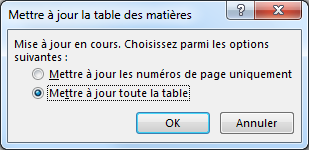 Mettre à jour la table des matières
Mise à jour en cours. Choisissez parmi les options
suivantes :
Mettre à jour les numéros de page uniquement
Mettre à jour toute la table
OK
Annuler